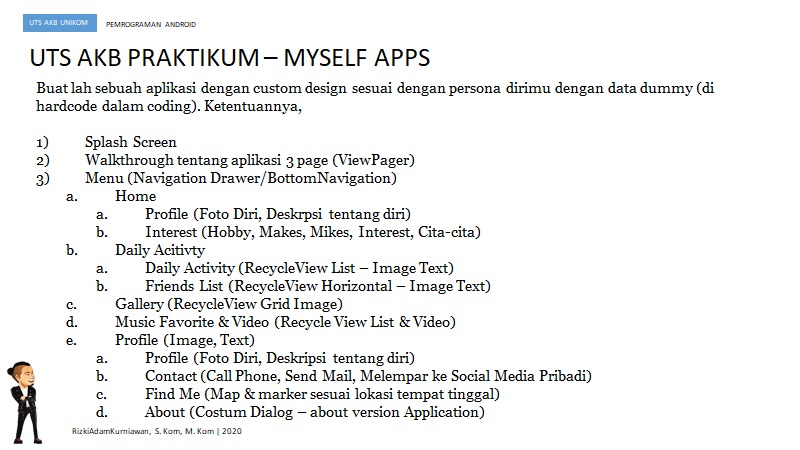 UTS AKB UNIKOM
PEMROGRAMAN ANDROID
UTS AKB PRAKTIKUM – MYSELF APPS
Buat lah sebuah aplikasi dengan custom design sesuai dengan persona dirimu dengan data dummy (di
hardcode dalam coding). Ketentuannya,
1) Splash Screen
2) Walkthrough tentang aplikasi 3 page (ViewPager)
3) Menu (Navigation Drawer/BottomNavigation)
a. Home
a. Profile (Foto Diri, Deskrpsi tentang diri)
b. Interest (Hobby, Makes, Mikes, Interest, Cita-cita)
b. Daily Acitivty
a. Daily Activity (RecycleView List – Image Text)
b. Friends List (RecycleView Horizontal – Image Text)
c. Gallery (RecycleView Grid Image)
d. Music Favorite & Video (Recycle View List & Video)
e. Profile (Image, Text)
a. Profile (Foto Diri, Deskripsi tentang diri)
b. Contact (Call Phone, Send Mail, Melempar ke Social Media Pribadi)
c. Find Me (Map & marker sesuai lokasi tempat tinggal)
d. About (Costum Dialog – about version Application)
RizkiAdamKurniawan, S. Kom, M. Kom | 2020